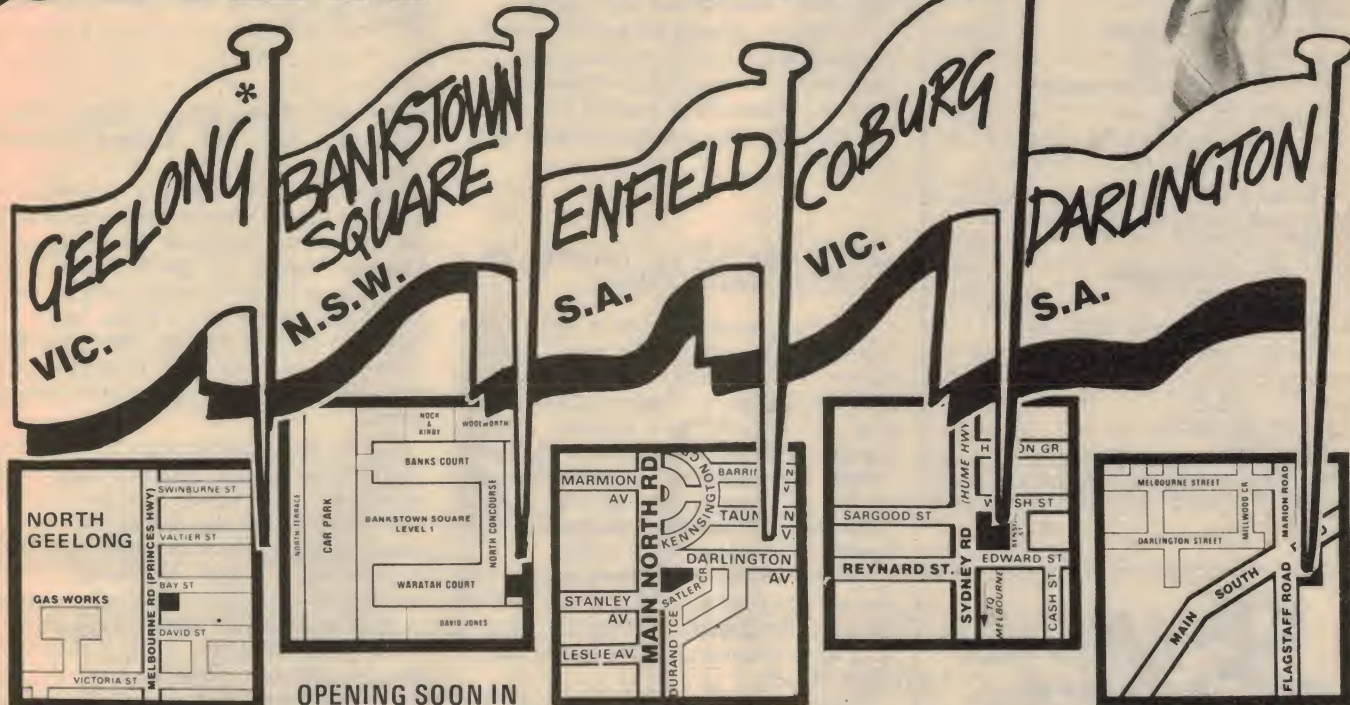 GEELONG*
VIC.
BANKSTOWN
SQUARE
N.S.W.
ENFIELD
S.A.
COBURG
VIC.
DARLINGTON
S.A.
NORTH
GEELONG
GAS WORKS
VICTORIA ST
MELBOURNE RD (PRINCES HWY)
SWINBURNE ST
VALTIER ST
BAY ST
DAVID ST
NORTH TERRACE
CAR PARK
NOCK
&
KIRBY
WOOLWORTH
BANKS COURT
BANKSTOWN SQUARE
LEVEL 1
NORTH CONCOURSE
WARATAH COURT
DAVID JONES
OPENING SOON IN
MARMION
AV.
STANLEY
AV.
LESLIE AV
MAIN NORTH RD
KENNSINGTON
DARLINGTON
AV.
SATLER CR
DURAND TCE
SARGOOD ST
REYNARD ST.
SYDNEY RD (HUME HWY)
EDWARD ST
TO
MELBOURNE
CASH ST
MELBOURNE STREET
DARLINGTON STREET
MILLWOOD CR
MARION ROAD
MAIN SOUTH
FLAGSTAFF ROAD